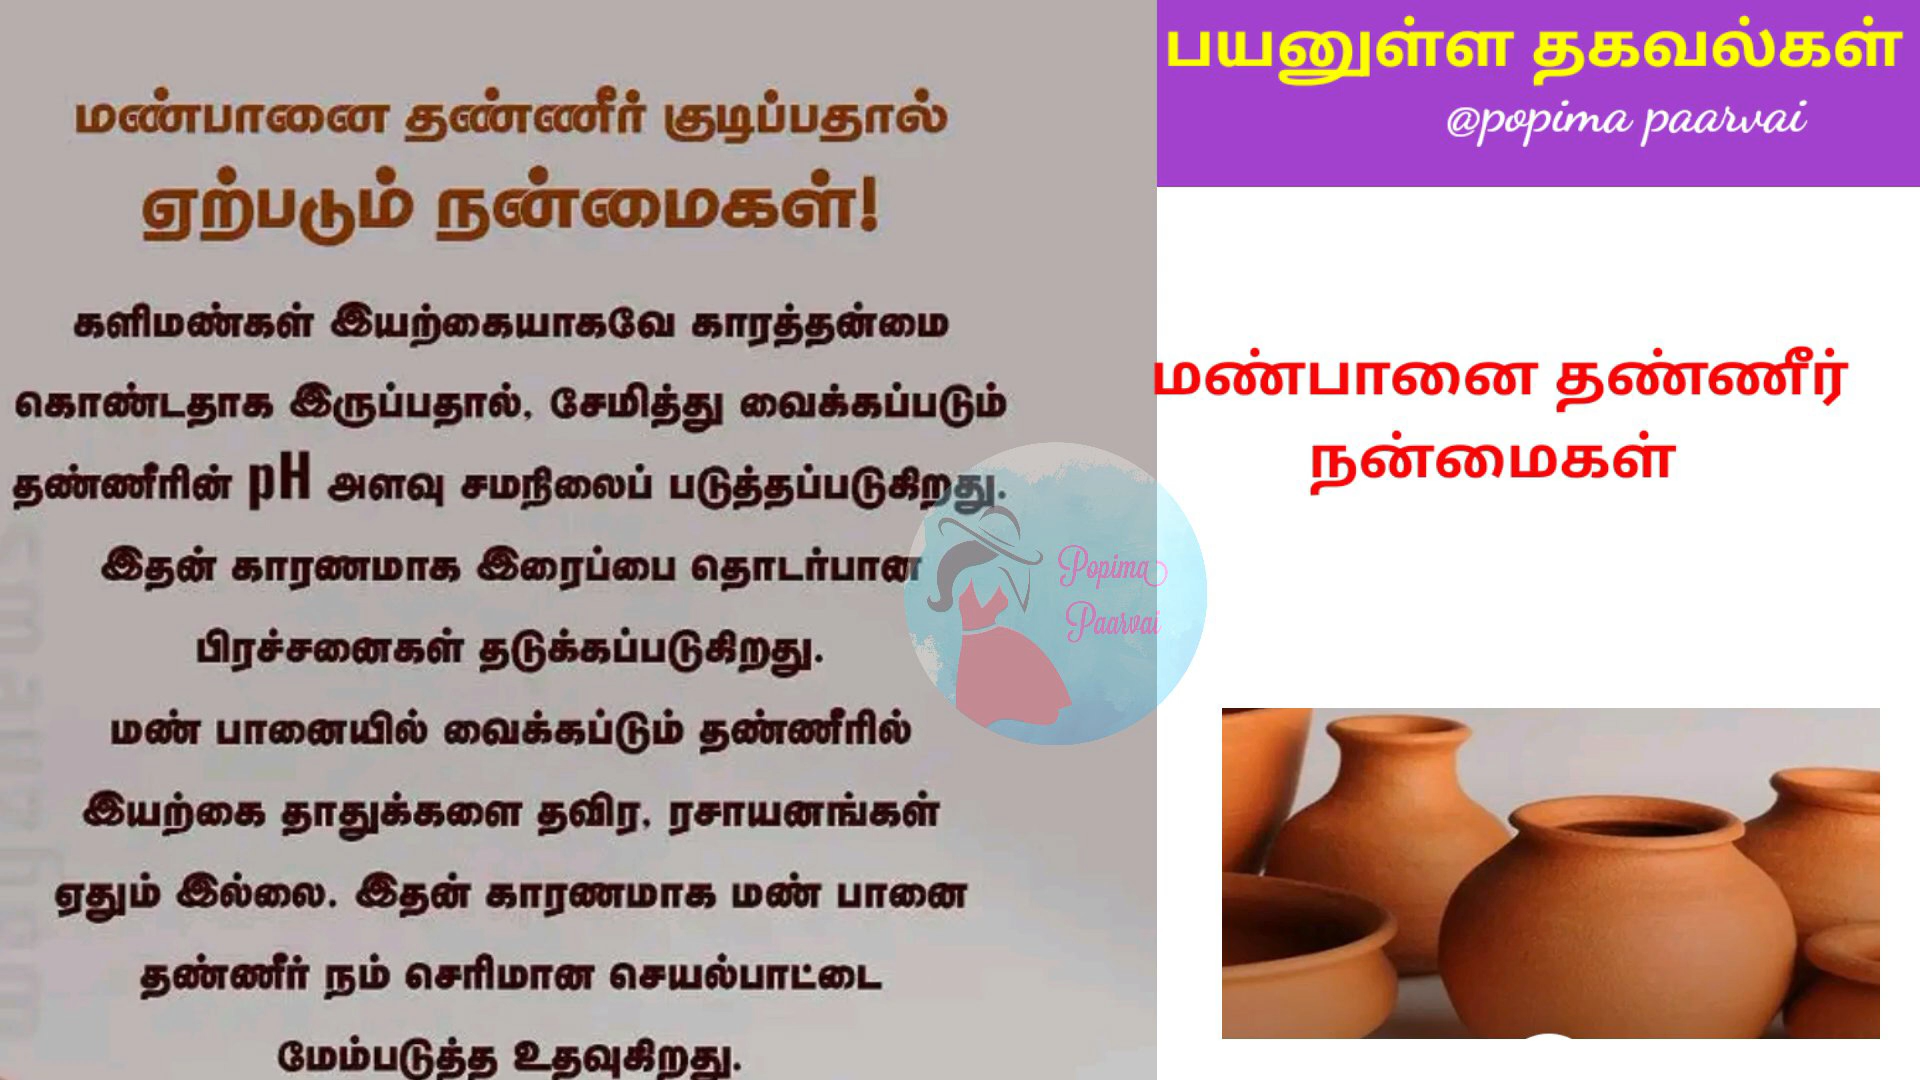 மண்பானை தண்ணீர் குடிப்பதால்
ஏற்படும் நன்மைகள்!
களிமண்கள் இயற்கையாகவே காரத்தன்மை
கொண்டதாக இருப்பதால், சேமித்து வைக்கப்படும்
தண்ணீரின் pH அளவு சமநிலைப் படுத்தப்படுகிறது.
இதன் காரணமாக இரைப்பை தொடர்பான
பிரச்சனைகள் தடுக்கப்படுகிறது.
மண் பானையில் வைக்கப்டும் தண்ணீரில்
இயற்கை தாதுக்களை தவிர, ரசாயனங்கள்
ஏதும் இல்லை. இதன் காரணமாக மண் பானை
தண்ணீர் நம் செரிமான செயல்பாட்டை
மேம்படுத்த உதவுகிறது.
Popima
Paarvai
பயனுள்ள தகவல்கள்
@popima paarvai
மண்பானை தண்ணீர்
நன்மைகள்